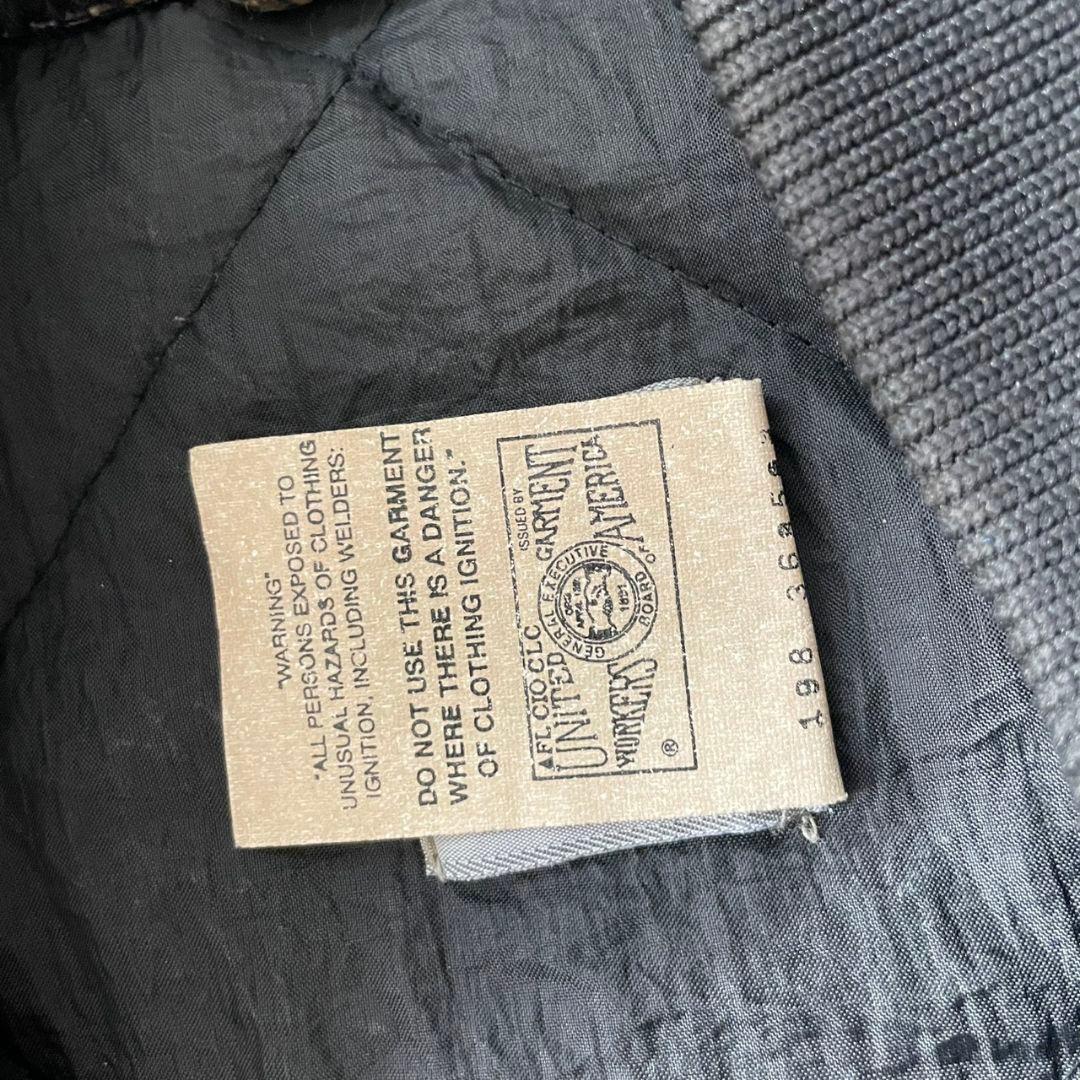 "WARNING"
"ALL PERSONS EXPOSED TO
UNUSUAL HAZARDS OF CLOTHING
IGNITION, INCLUDING WELDERS:
DO NOT USE THIS GARMENT
WHERE THERE IS A DANGER
OF CLOTHING IGNITION."
ISSUED BY
▲AFL CIO CLC
UNITED GARMENT
WORKERS OF AMERICA
GENERAL EXECUTIVE BOARD
1891
®
198